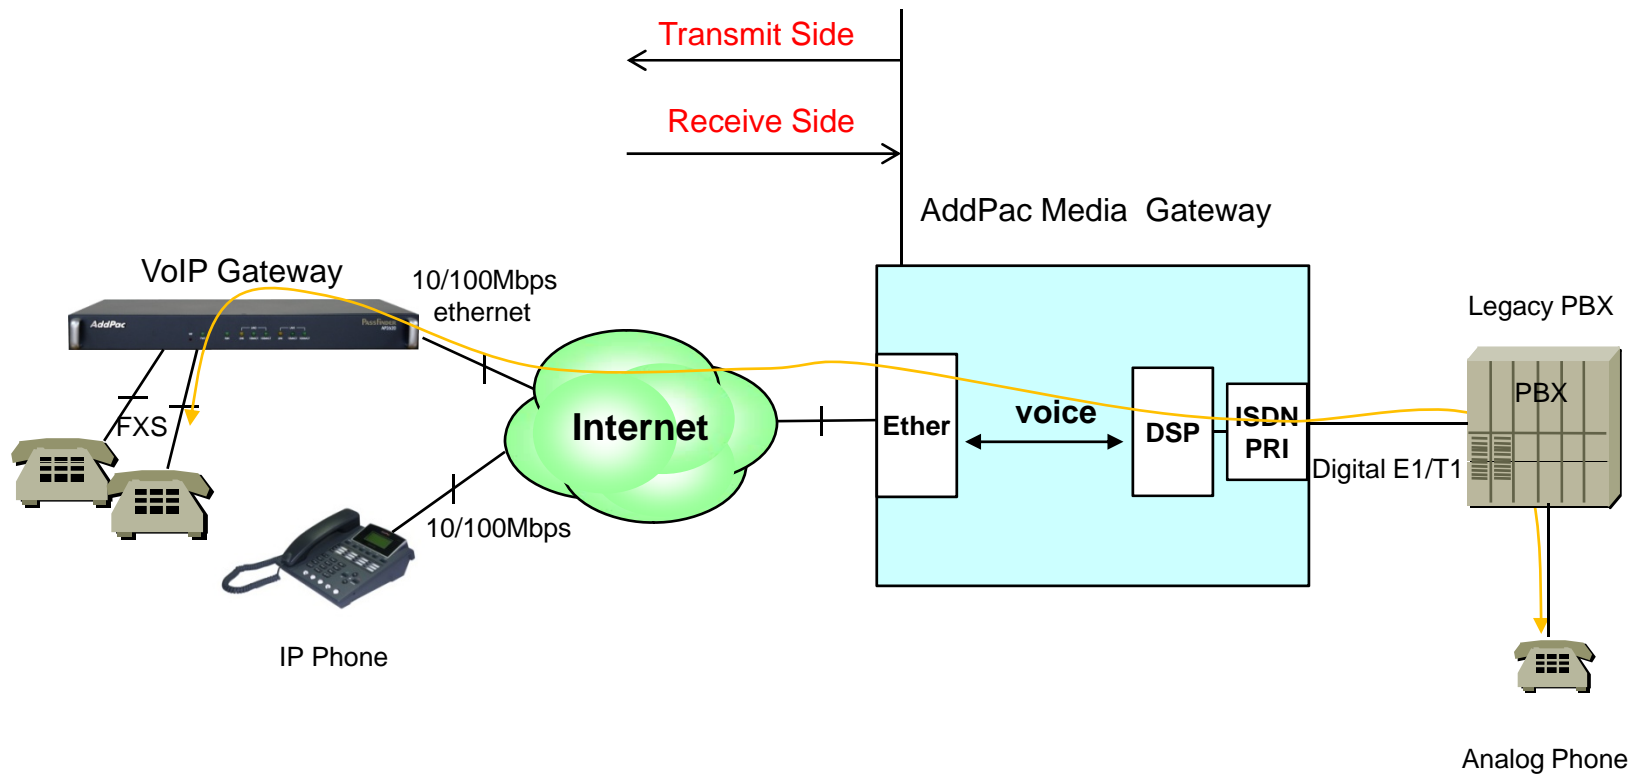 Transmit Side
Receive Side
AddPac Media Gateway
VoIP Gateway
10/100Mbps
ethernet
AddPac
Legacy PBX
PBX
FXS
Internet
Ether
voice
DSP
ISDN
PRI
Digital E1/T1
10/100Mbps
IP Phone
Analog Phone